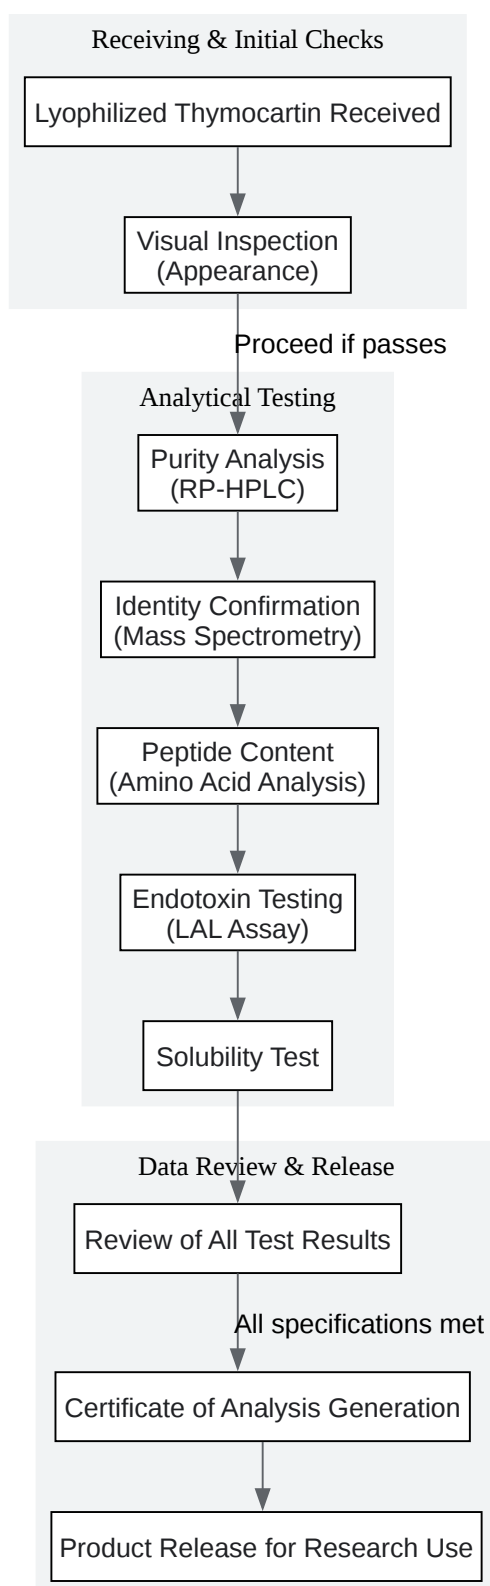 Receiving & Initial Checks
Lyophilized Thymocartin Received
Visual Inspection
(Appearance)
Proceed if passes
Analytical Testing
Purity Analysis
(RP-HPLC)
Identity Confirmation
(Mass Spectrometry)
Peptide Content
(Amino Acid Analysis)
Endotoxin Testing
(LAL Assay)
Solubility Test
Data Review & Release
Review of All Test Results
All specifications met
Certificate of Analysis Generation
Product Release for Research Use